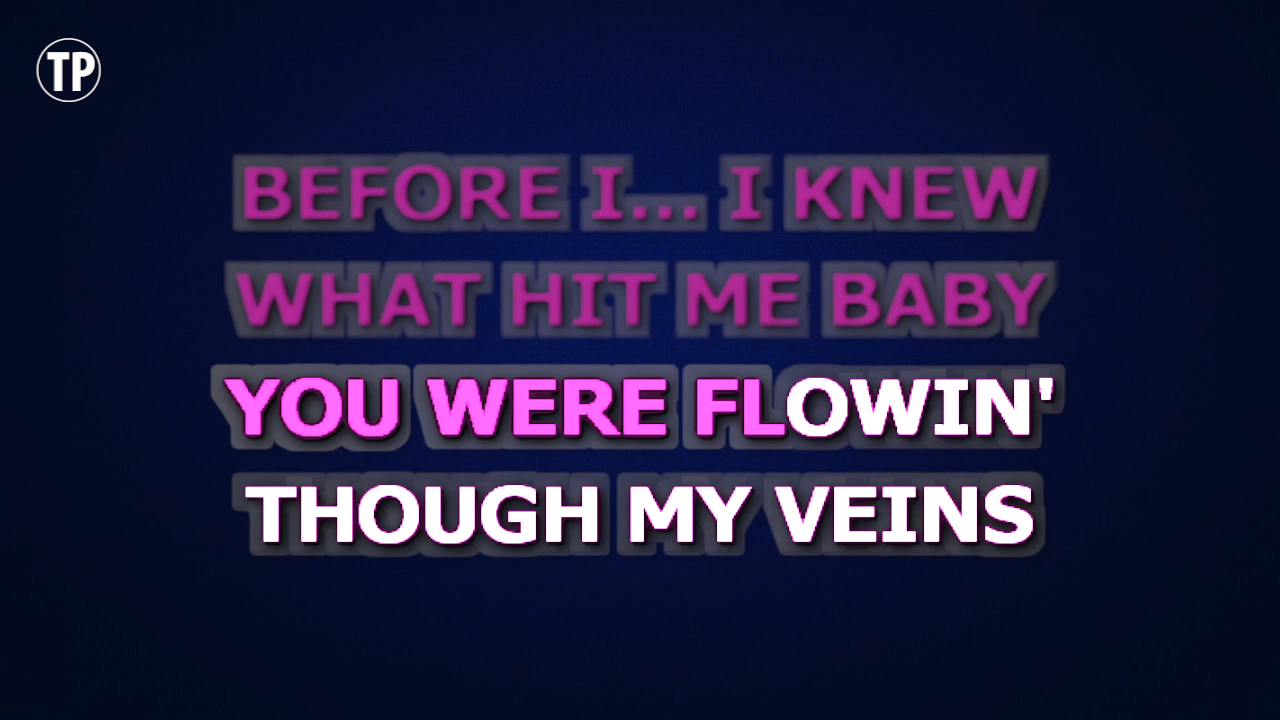 TP
BEFORE I... I KNEW
WHAT HIT ME BABY
YOU WERE FLOWIN'
THOUGH MY VEINS